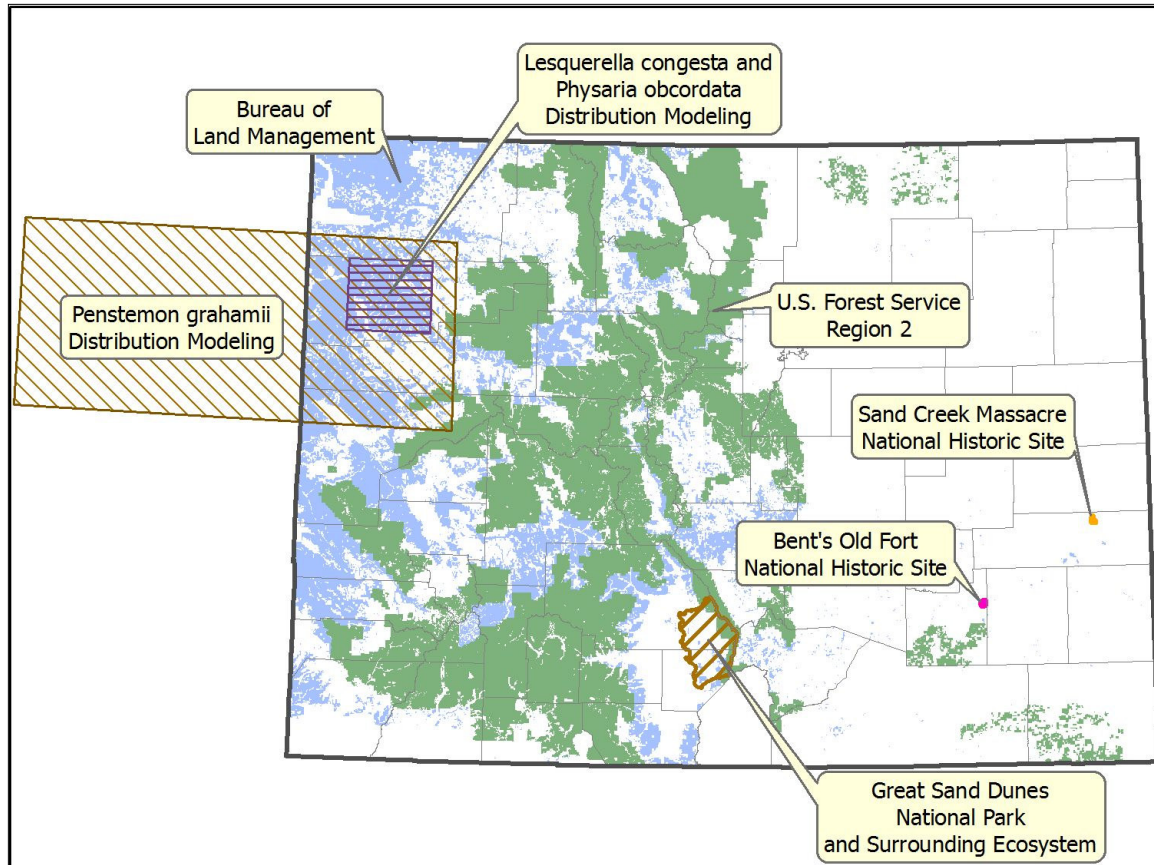 Lesquerella congesta and
Physaria obcordata
Distribution Modeling
Bureau of
Land Management
Penstemon grahamii
Distribution Modeling
U.S. Forest Service
Region 2
Sand Creek Massacre
National Historic Site
Bent's Old Fort
National Historic Site
Great Sand Dunes
National Park
and Surrounding Ecosystem